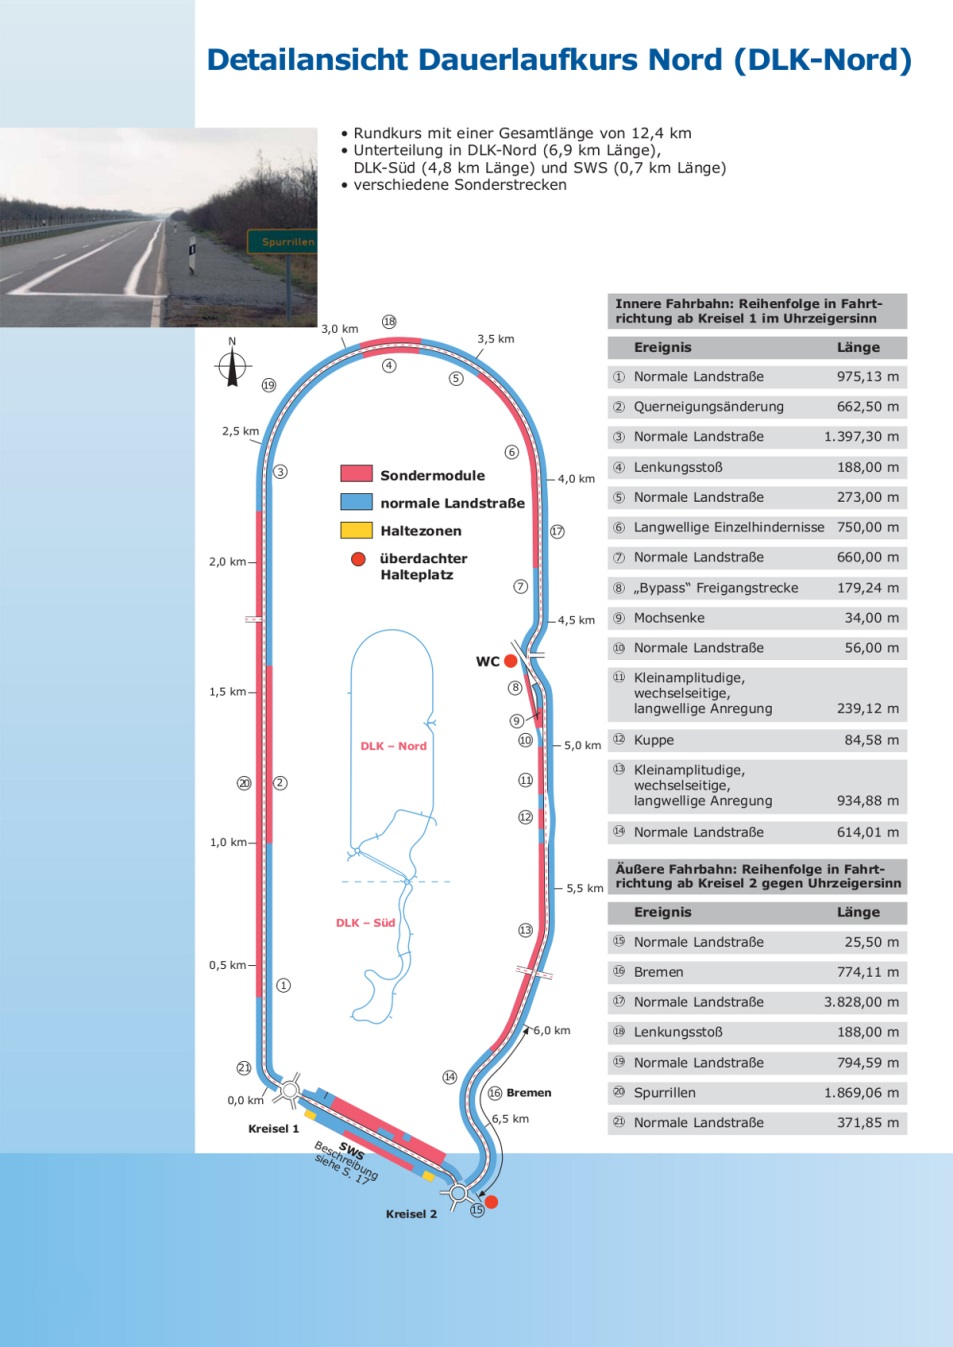 Detailansicht Dauerlaufkurs Nord (DLK-Nord)
• Rundkurs mit einer Gesamtlänge von 12,4 km
• Unterteilung in DLK-Nord (6,9 km Länge),
DLK-Süd (4,8 km Länge) und SWS (0,7 km Länge)
• verschiedene Sonderstrecken
Spurrillen
Innere Fahrbahn: Reihenfolge in Fahrt-
richtung ab Kreisel 1 im Uhrzeigersinn
Ereignis Länge
① Normale Landstraße 975,13 m
② Querneigungsänderung 662,50 m
③ Normale Landstraße 1.397,30 m
④ Lenkungsstoß 188,00 m
⑤ Normale Landstraße 273,00 m
⑥ Langwellige Einzelhindernisse 750,00 m
⑦ Normale Landstraße 660,00 m
⑧ „Bypass“ Freigangstrecke 179,24 m
⑨ Mochsenke 34,00 m
⑩ Normale Landstraße 56,00 m
⑪ Kleinamplitudige,
wechselseitige,
langwellige Anregung 239,12 m
⑫ Kuppe 84,58 m
⑬ Kleinamplitudige,
wechselseitige,
langwellige Anregung 934,88 m
⑭ Normale Landstraße 614,01 m
Äußere Fahrbahn: Reihenfolge in Fahrt-
richtung ab Kreisel 2 gegen Uhrzeigersinn
Ereignis Länge
⑮ Normale Landstraße 25,50 m
⑯ Bremen 774,11 m
⑰ Normale Landstraße 3.828,00 m
⑱ Lenkungsstoß 188,00 m
⑲ Normale Landstraße 794,59 m
⑳ Spurrillen 1.869,06 m
㉑ Normale Landstraße 371,85 m
N
3,0 km
⑱
3,5 km
④
⑤
⑲
2,5 km
⑥
③
4,0 km
Sondermodule
normale Landstraße
Haltezonen
überdachter
Halteplatz
⑰
2,0 km
⑦
4,5 km
WC
⑧
1,5 km
⑨
⑩
DLK – Nord
5,0 km
⑳
②
⑪
⑫
1,0 km
5,5 km
DLK – Süd
⑬
0,5 km
①
6,0 km
㉑
⑭
⑯ Bremen
0,0 km
6,5 km
Kreisel 1
SWS
Beschreibung
siehe S. 17
Kreisel 2
⑮